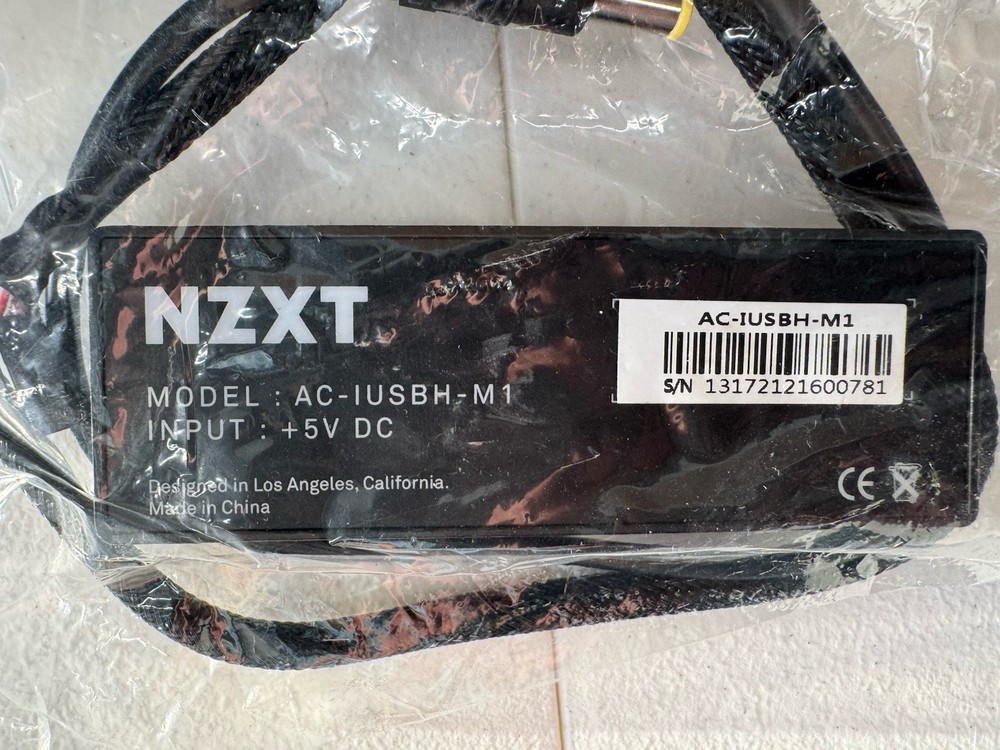 NZXT
MODEL : AC-IUSBH-M1
INPUT : +5V DC
Designed in Los Angeles, California.
Made in China
AC-IUSBH-M1
S/N 13172121600781
CE